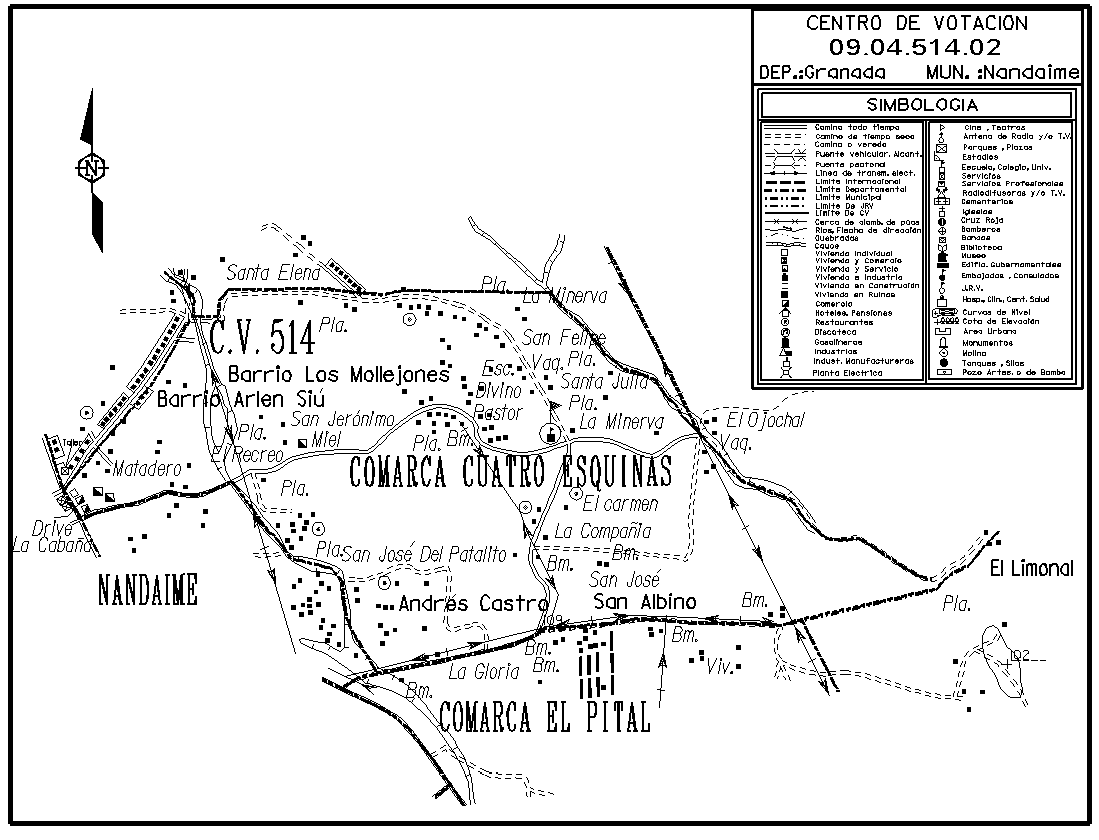 CENTRO DE VOTACION
09.04.514.02
DEP.:Granada MUN. :Nandaime
SIMBOLOGIA
Camino todo tiempo
Camino de tiempo seco
Camino o vereda
Puente vehicular. Alcant.
Puente peatonal
Linea de transm. elect.
Limite Internacional
Limite Departamental
Limite Municipal
Limite De JRV
Limite De CV
Cerca de alamb. de púas
Rios, Flecha de dirección
Quebradas
Cauce
Vivienda Individual
Vivienda y Comercio
Vivienda y Servicio
Vivienda e Industria
Vivienda en Construción
Vivienda en Ruinas
Comercio
Hoteles, Pensiones
Restaurantes
Discoteca
Gasolineras
Industrias
Indust. Manufactureras
Planta Electrica
Cine , Teatros
Antena de Radio y/o T.V.
Parques , Plazas
Estadios
Escuela, Colegio, Univ.
Servicios
Servicios Profesionales
Radiodifusoras y/o T.V.
Cementerios
Iglesias
Cruz Roja
Bomberos
Bancos
Biblioteca
Museo
Edific. Gubernamentales
Embajadas , Consulados
J.R.V.
Hosp., Clin., Cent. Salud
Curvas de Nivel
Cota de Elevación
Area Urbana
Monumentos
Molino
Tanques , Silos
Pozo Artes. o de Bombo
N
Santa Elena
Pla.
La Minerva
Pla.
C.V. 514
San Felipe
Vaq. Pla.
Esc. Divino Pastor
Santa Julia
Barrio Los Mollejones
Barrio Arlen Siú
Pla.
La Minerva
El Ojochal
Vaq.
San Jerónimo
Miel
Pla.
Bm.
Pla.
El Recreo
Taller
Matadero
COMARCA CUATRO ESQUINAS
Pla.
El carmen
Drive
La Cabaña
La Compañia
Pla.
San José Del Patalito
Bm.
Bm.
San José
El Limonal
NANDAIME
Andres Castro
San Albino
Bm.
Pla.
109
Bm.
Bm.
Bm.
Viv.
La Gloria
102
Bm.
COMARCA EL PITAL